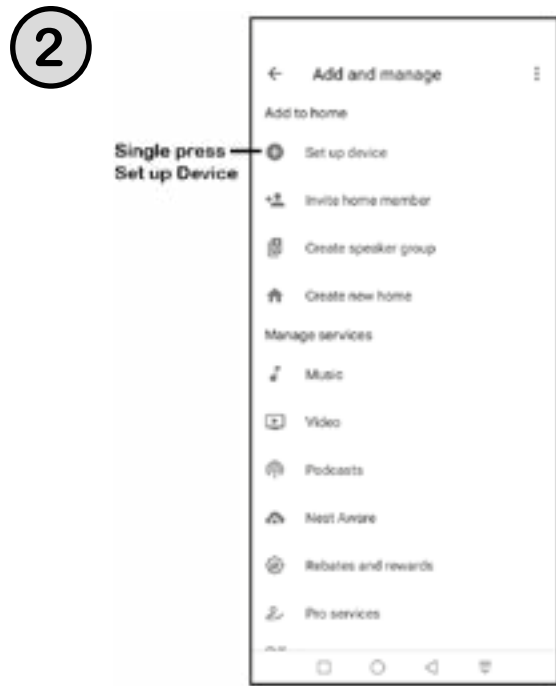 2
Add and manage
Add to home
Single press
Set up Device
Set up device
Invite home member
Create speaker group
Create new home
Manage services
Music
Video
Podcasts
Nest Aware
Rebates and rewards
Pro services